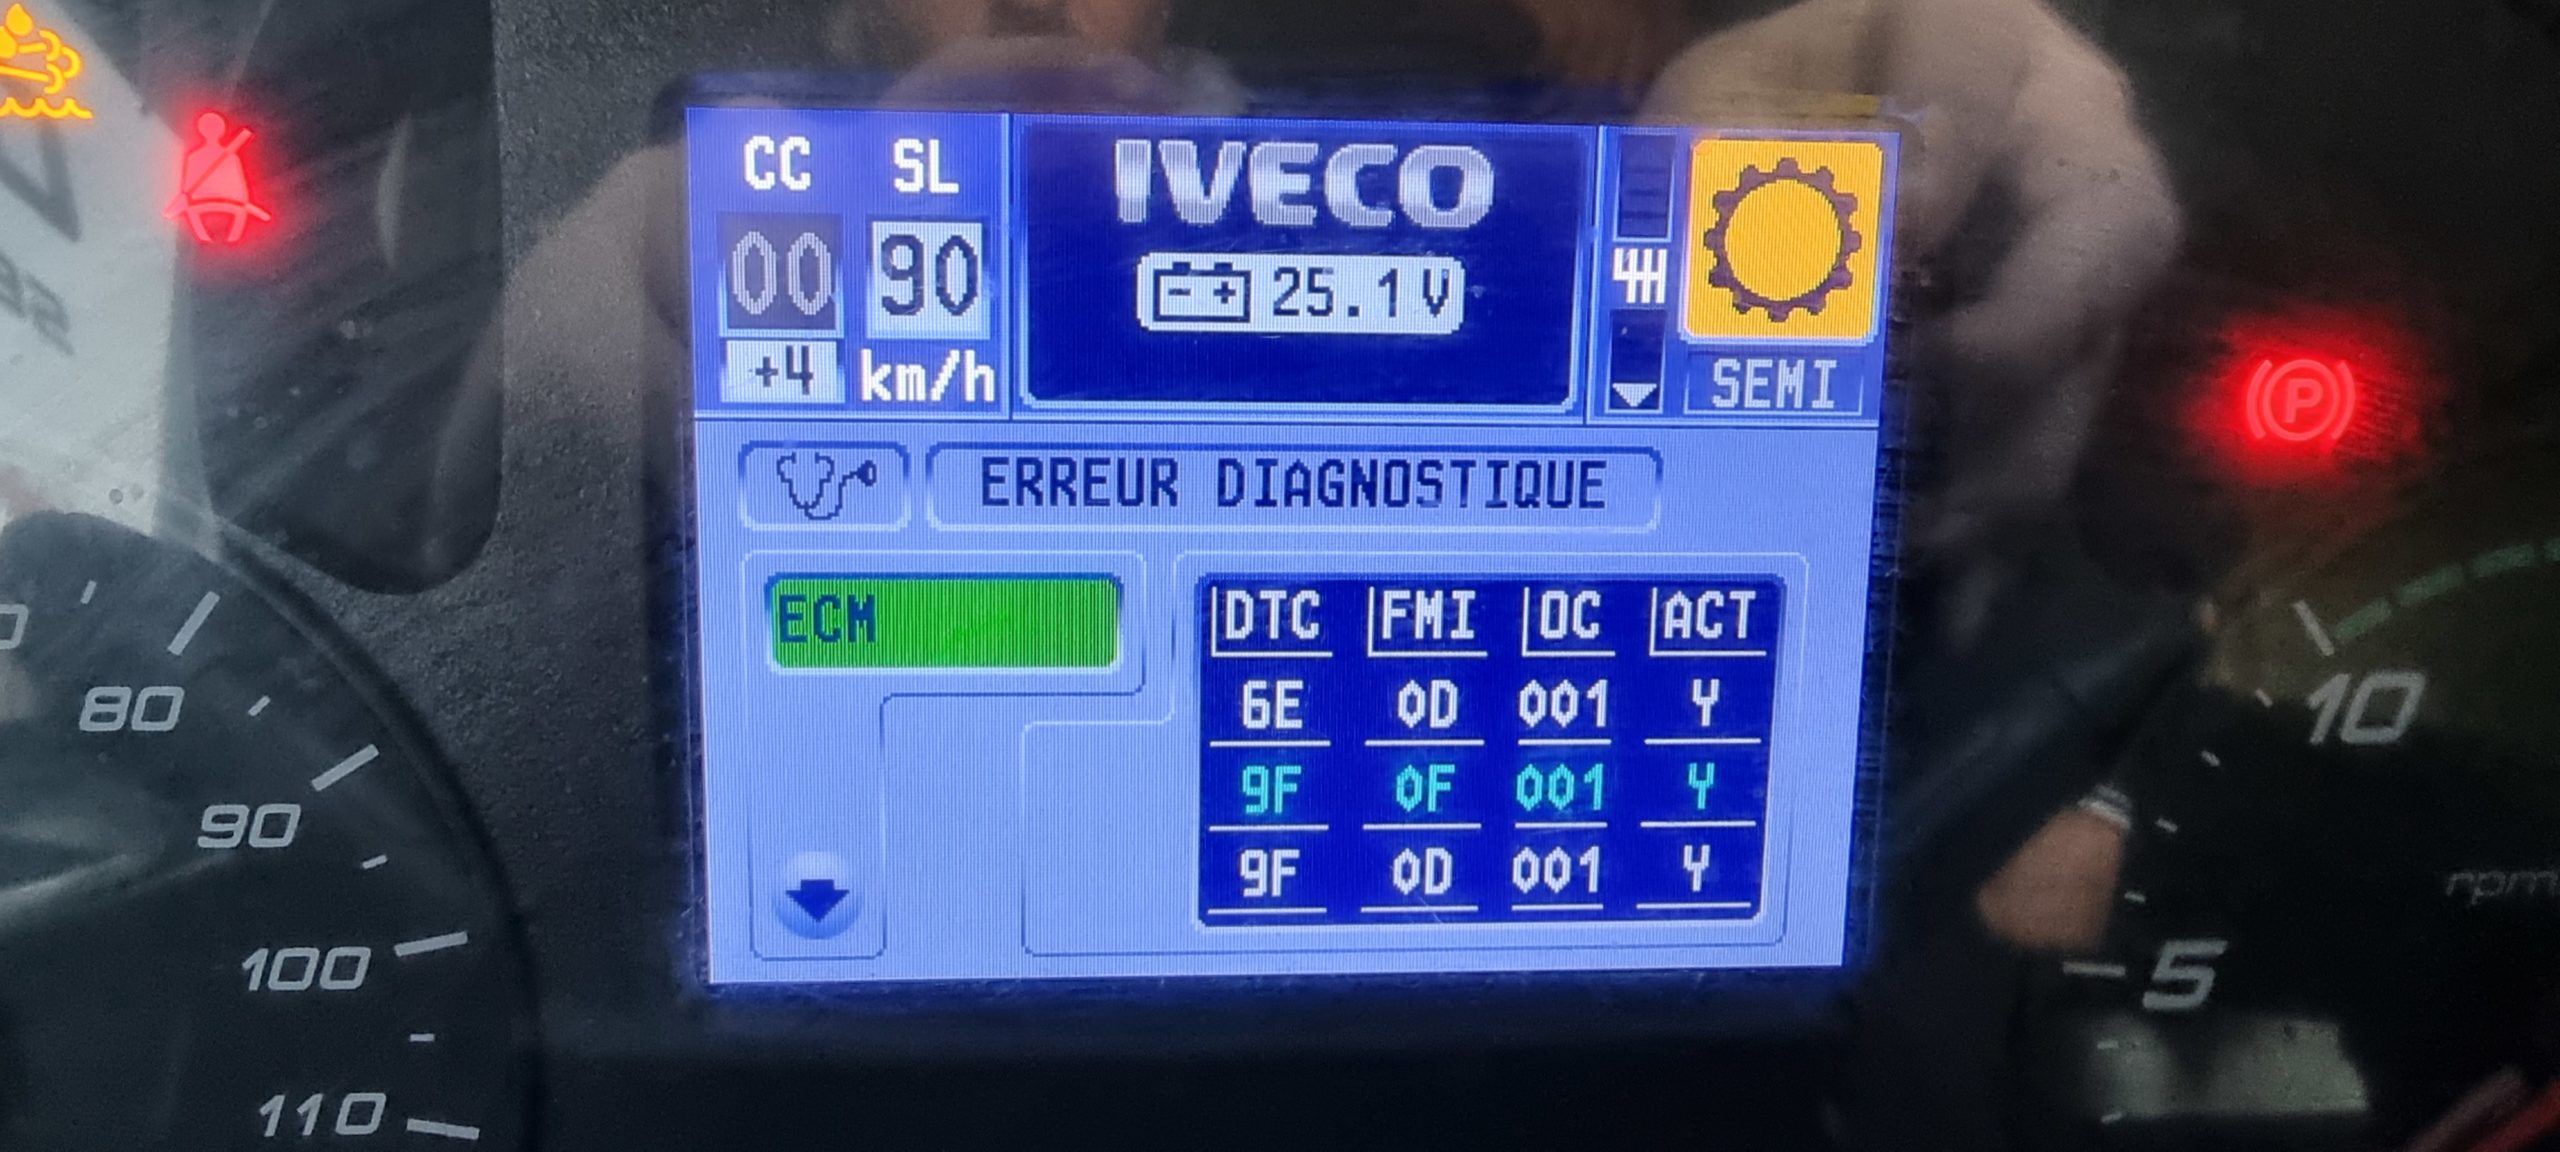 CC SL
IVECO
00 90
25.1 V
+4 km/h
SEMI
ERREUR DIAGNOSTIQUE
ECM
DTC FMI OC ACT
6E 0D 001 Y
9F 0F 001 Y
9F 0D 001 Y
80
90
100
110
10
rpm
5
P